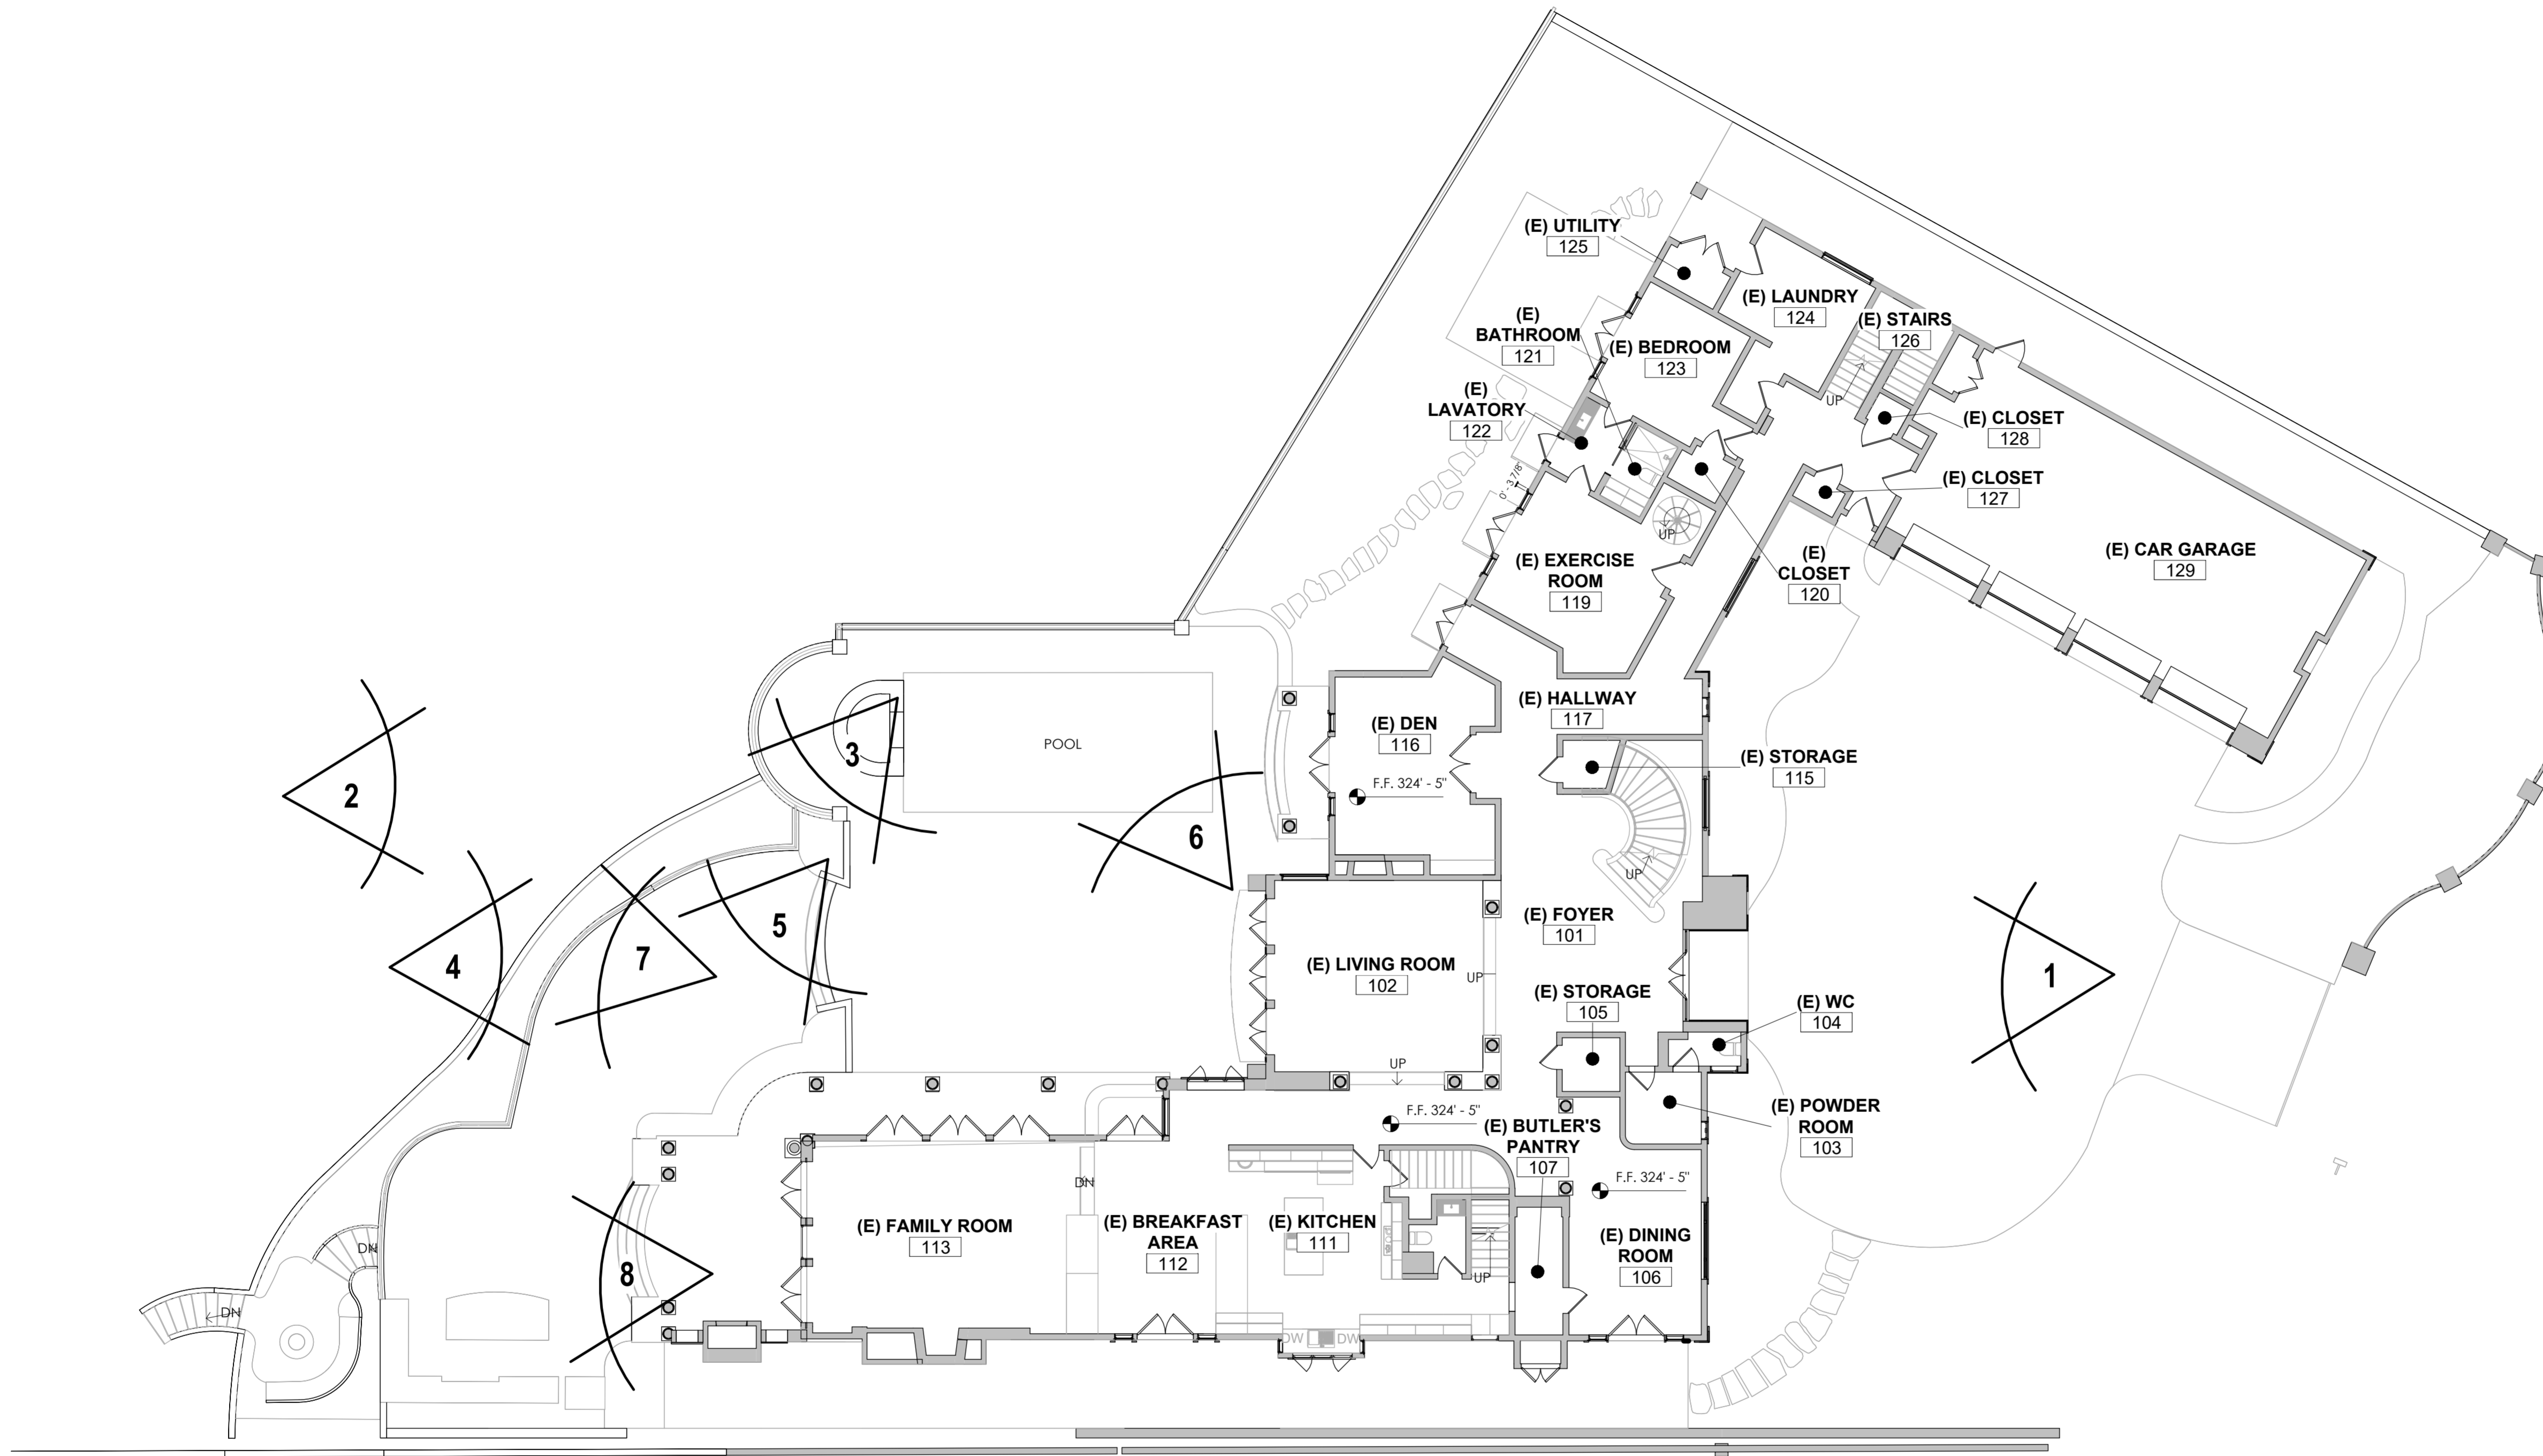 (E) UTILITY
125
(E) LAUNDRY
124
(E) STAIRS
126
(E)
BATHROOM
121
(E) BEDROOM
123
(E)
LAVATORY
122
UP
(E) CLOSET
128
(E) CLOSET
127
0' - 3 7/8"
UP
(E) EXERCISE
ROOM
119
(E)
CLOSET
120
(E) CAR GARAGE
129
(E) HALLWAY
117
(E) DEN
116
F.F. 324' - 5"
(E) STORAGE
115
POOL
2
3
6
UP
5
4
7
(E) FOYER
101
(E) LIVING ROOM
102
UP
1
(E) STORAGE
105
(E) WC
104
UP
F.F. 324' - 5"
(E) BUTLER'S
PANTRY
107
(E) POWDER
ROOM
103
F.F. 324' - 5"
DN
(E) FAMILY ROOM
113
(E) BREAKFAST
AREA
112
(E) KITCHEN
111
(E) DINING
ROOM
106
UP
8
DN
DN
DW
DW